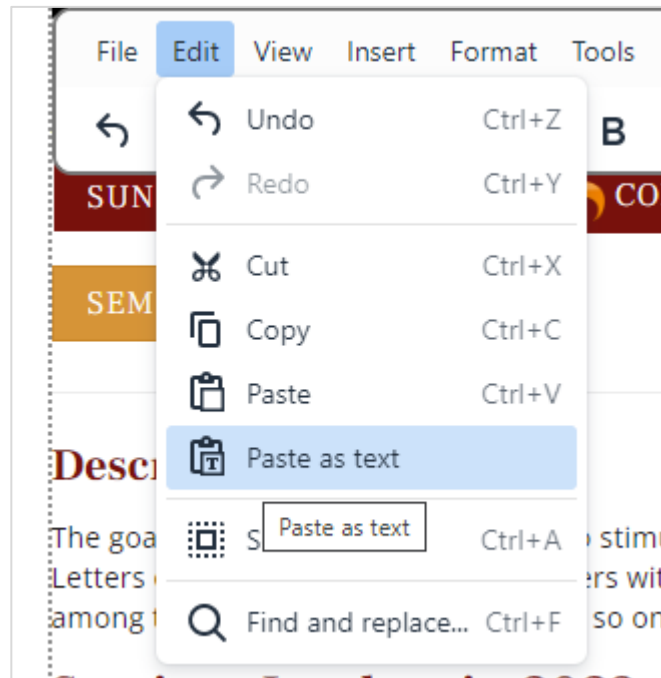 File Edit View Insert Format Tools
B
Undo Ctrl+Z
Redo Ctrl+Y
SUN CO
Cut Ctrl+X
SEM
Copy Ctrl+C
Paste Ctrl+V
Paste as text
Descr
The goa S Paste as text Ctrl+A stimu
Letters ers wit
among Find and replace... Ctrl+F so on